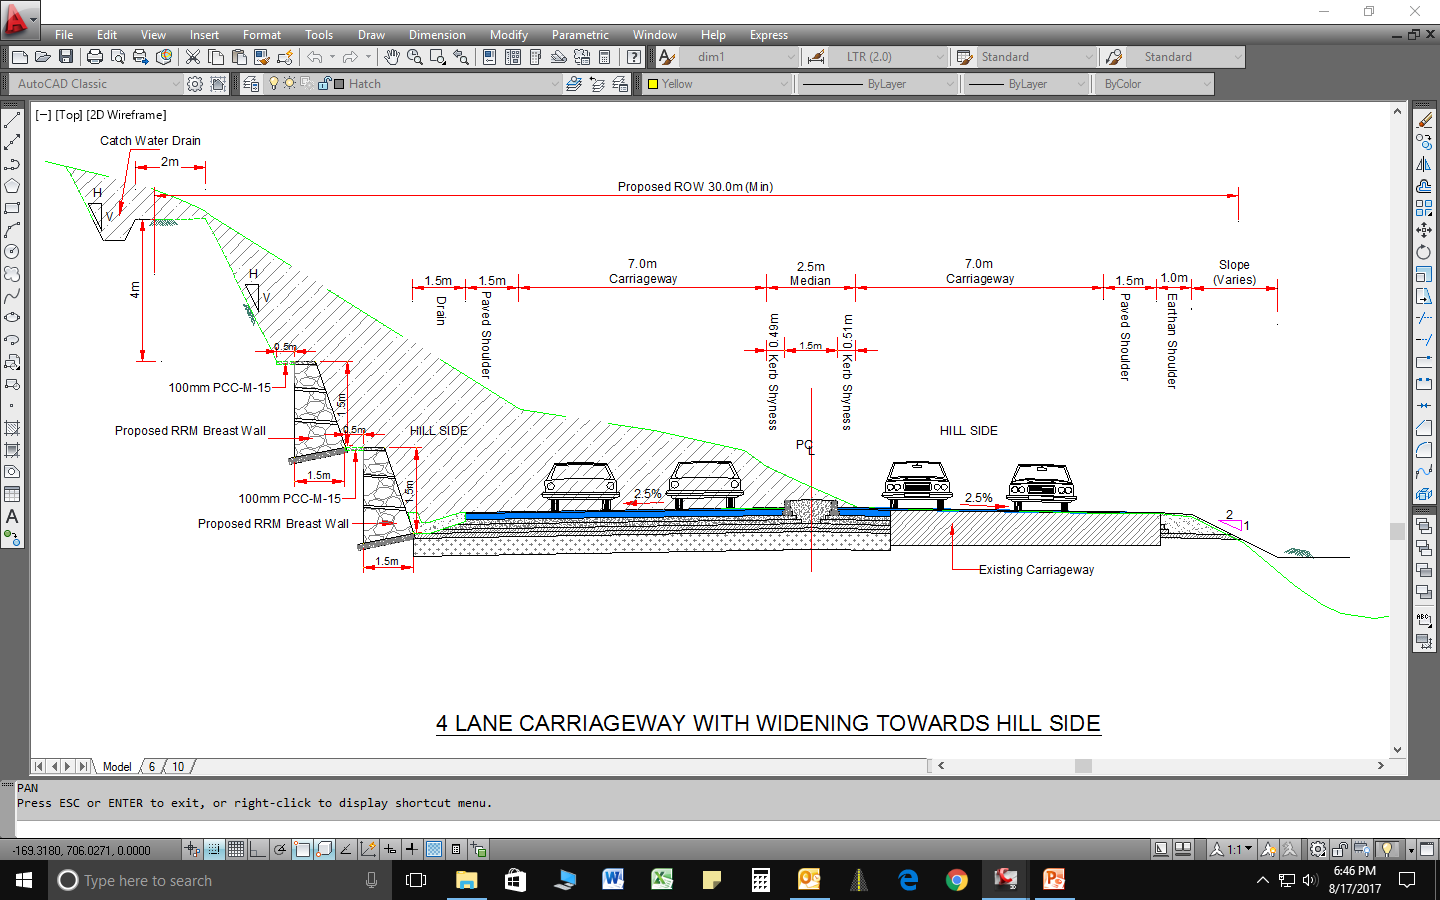 File Edit View Insert Format Tools Draw Dimension Modify Parametric Window Help Express
dim1 LTR (2.0) Standard Standard
AutoCAD Classic Hatch Yellow ByLayer ByLayer ByColor
[−] [Top] [2D Wireframe]
Catch Water Drain
2m
Proposed ROW 30.0m (Min)
H
V
4m
H
V
7.0m
Carriageway
2.5m
Median
7.0m
Carriageway
Slope
(Varies)
1.5m
Drain
1.5m
Paved Shoulder
1.5m
Paved Shoulder
1.0m
Earthan Shoulder
0.49m
Kerb Shyness
1.5m
0.51m
Kerb Shyness
0.5m
100mm PCC-M-15
1.5m
Proposed RRM Breast Wall
0.5m
HILL SIDE
HILL SIDE
PCL
1.5m
100mm PCC-M-15
1.5m
2.5%
2.5%
Proposed RRM Breast Wall
1.5m
2
1
Existing Carriageway
4 LANE CARRIAGEWAY WITH WIDENING TOWARDS HILL SIDE
Model 6 10
PAN
Press ESC or ENTER to exit, or right-click to display shortcut menu.
-169.3180, 706.0271, 0.0000
1:1
Type here to search
6:46 PM
8/17/2017